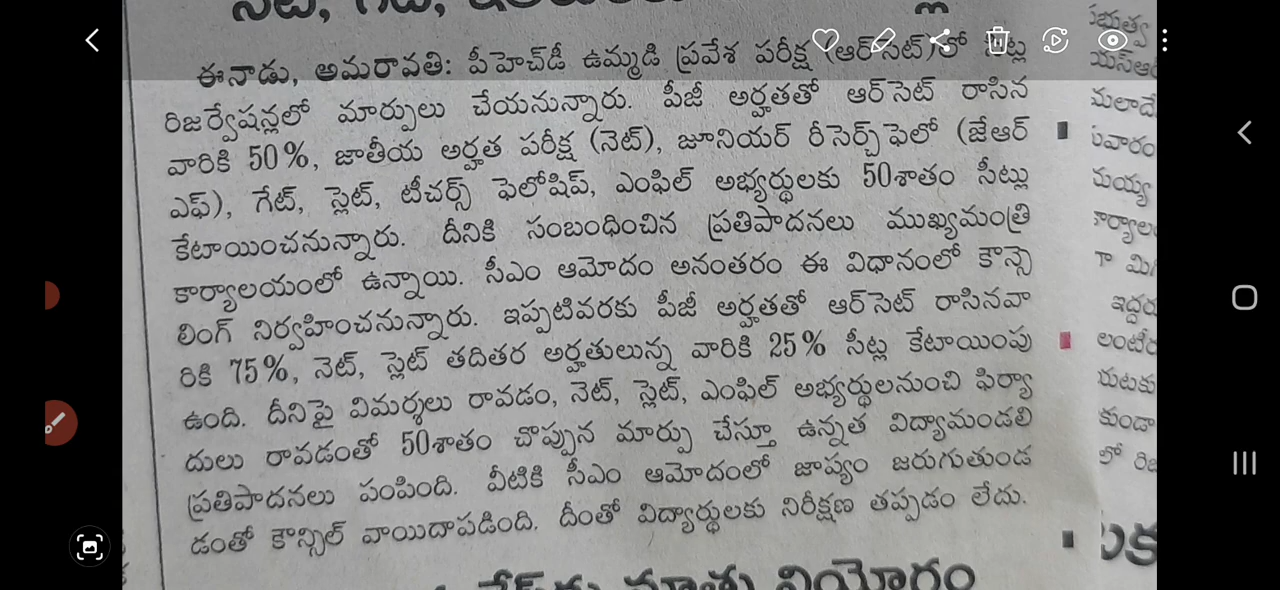 ఈనాడు, అమరావతి: పీహెచ్‌డీ ఉమ్మడి ప్రవేశ పరీక్ష (ఆర్‌సెట్)లో సీట్ల
రిజర్వేషన్లలో మార్పులు చేయనున్నారు. పీజీ అర్హతతో ఆర్‌సెట్ రాసిన
వారికి 50%, జాతీయ అర్హత పరీక్ష (నెట్), జూనియర్ రీసెర్చ్‌ఫెలో (జేఆర్
ఎఫ్), గేట్, స్లెట్, టీచర్స్ ఫెలోషిప్, ఎంఫిల్ అభ్యర్థులకు 50శాతం సీట్లు
కేటాయించనున్నారు. దీనికి సంబంధించిన ప్రతిపాదనలు ముఖ్యమంత్రి
కార్యాలయంలో ఉన్నాయి. సీఎం ఆమోదం అనంతరం ఈ విధానంలో కౌన్సె
లింగ్ నిర్వహించనున్నారు. ఇప్పటివరకు పీజీ అర్హతతో ఆర్‌సెట్ రాసినవా
రికి 75%, నెట్, స్లెట్ తదితర అర్హతులున్న వారికి 25% సీట్ల కేటాయింపు
ఉంది. దీనిపై విమర్శలు రావడం, నెట్, స్లెట్, ఎంఫిల్ అభ్యర్థులనుంచి ఫిర్యా
దులు రావడంతో 50శాతం చొప్పున మార్పు చేస్తూ ఉన్నత విద్యామండలి
ప్రతిపాదనలు పంపింది. వీటికి సీఎం ఆమోదంలో జాప్యం జరుగుతుండ
డంతో కౌన్సిల్ వాయిదాపడింది. దీంతో విద్యార్థులకు నిరీక్షణ తప్పడం లేదు.